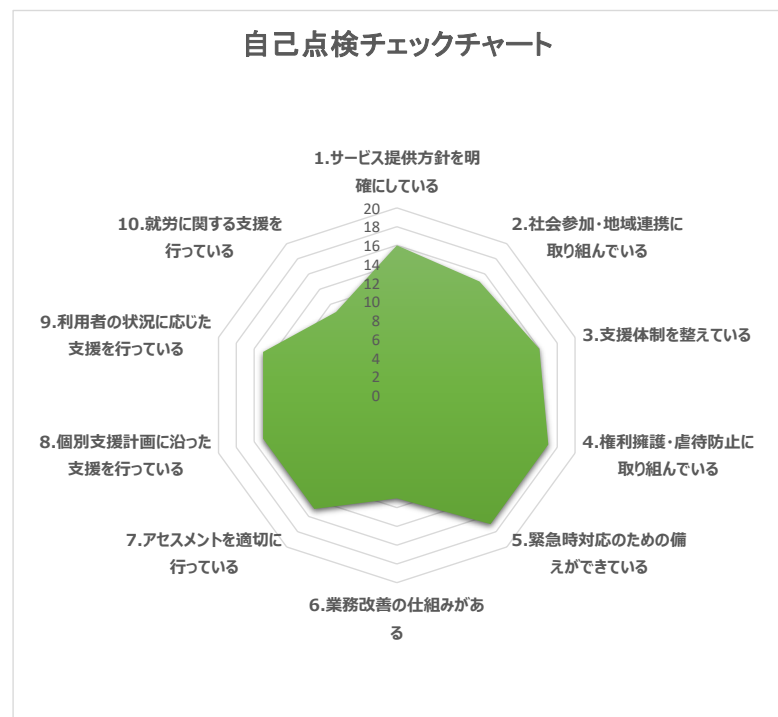 自己点検チェックチャート
1.サービス提供方針を明
確にしている
2.社会参加・地域連携に
取り組んでいる
3.支援体制を整えている
4.権利擁護・虐待防止に
取り組んでいる
5.緊急時対応のための備
えができている
6.業務改善の仕組みがあ
る
7.アセスメントを適切に
行っている
8.個別支援計画に沿った
支援を行っている
9.利用者の状況に応じた
支援を行っている
10.就労に関する支援を
行っている
20
18
16
14
12
10
8
6
4
2
0